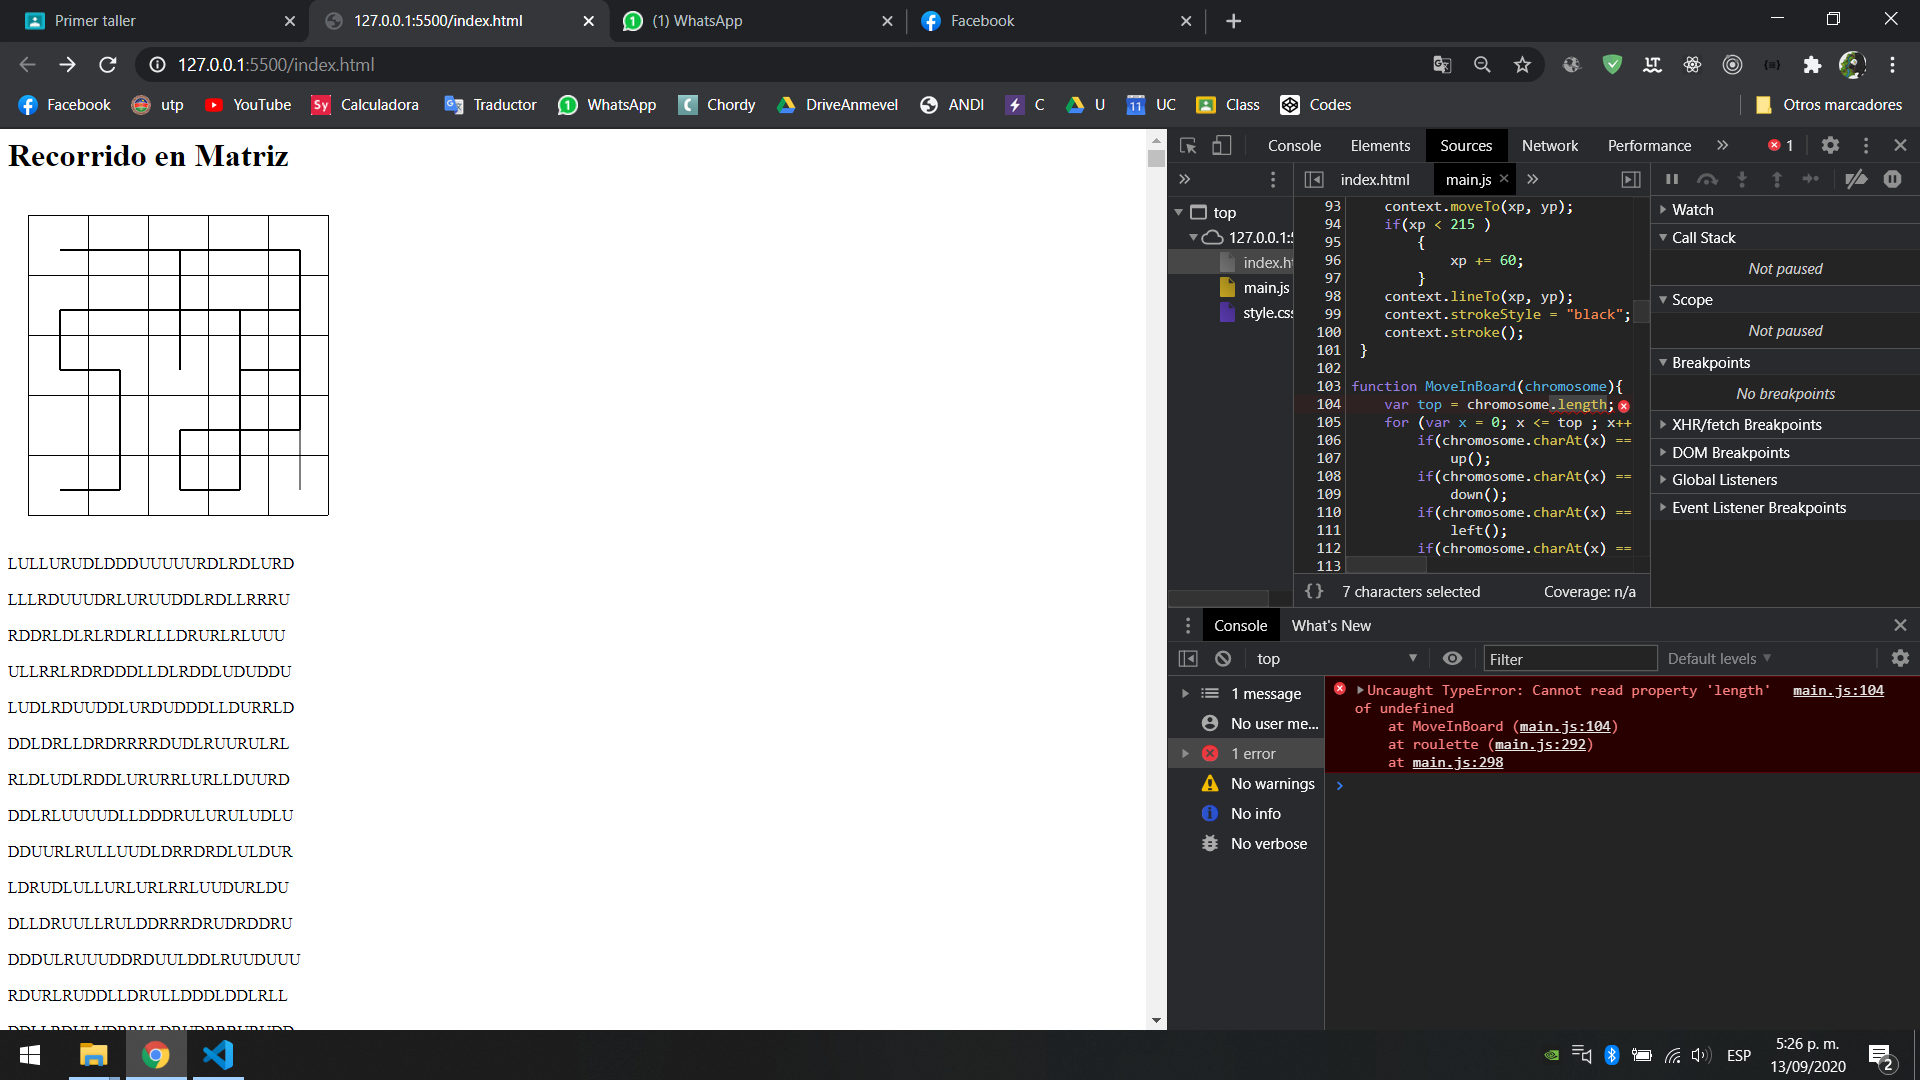 Primer taller
127.0.0.1:5500/index.html
(1) WhatsApp
Facebook
127.0.0.1:5500/index.html
Facebook
utp
YouTube
Sy Calculadora
Traductor
WhatsApp
Chordy
DriveAnmevel
ANDI
C
U
11 UC
Class
Codes
Otros marcadores
Recorrido en Matriz
LULLURUDLDDDUUUUURDLRDLURD
LLLRDUUUDRLURUUDDLRDLLRRRU
RDDRLDLRLRDLRLLLDRURLRLUUU
ULLRRLRDRDDDLLDLRDDLUDUDDU
LUDLRDUUDDLURDUDDDLLDURRLD
DDLDRLLDRDRRRRDUDLRUURULRL
RLDLUDLRDDLURURRLURLLDUURD
DDLRLUUUUDLLDDDRULURULUDLU
DDUURLRULLUUDLDRRDRDLULDUR
LDRUDLULLURLURLRRLUUDURLDU
DLLDRUULLRULDDRRRDRUDRDDRU
DDDULRUUUDDRDUULDDLRUUDUUU
RDURLRUDDLLDRULLDDDLDDLRLL
Console
Elements
Sources
Network
Performance
»
1
»
index.html
main.js
»
top
127.0.0.1:5
index.ht
main.js
style.css
93 context.moveTo(xp, yp);
94 if(xp < 215 )
95 {
96 xp += 60;
97 }
98 context.lineTo(xp, yp);
99 context.strokeStyle = "black";
100 context.stroke();
101 }
102
103 function MoveInBoard(chromosome){
104 var top = chromosome.length;
105 for (var x = 0; x <= top ; x++
106 if(chromosome.charAt(x) ==
107 up();
108 if(chromosome.charAt(x) ==
109 down();
110 if(chromosome.charAt(x) ==
111 left();
112 if(chromosome.charAt(x) ==
113
{} 7 characters selected
Coverage: n/a
Watch
Call Stack
Not paused
Scope
Not paused
Breakpoints
No breakpoints
XHR/fetch Breakpoints
DOM Breakpoints
Global Listeners
Event Listener Breakpoints
Console
What's New
top
Filter
Default levels
1 message
No user me...
1 error
No warnings
No info
No verbose
Uncaught TypeError: Cannot read property 'length' main.js:104
of undefined
at MoveInBoard (main.js:104)
at roulette (main.js:292)
at main.js:298
ESP
5:26 p. m.
13/09/2020
2